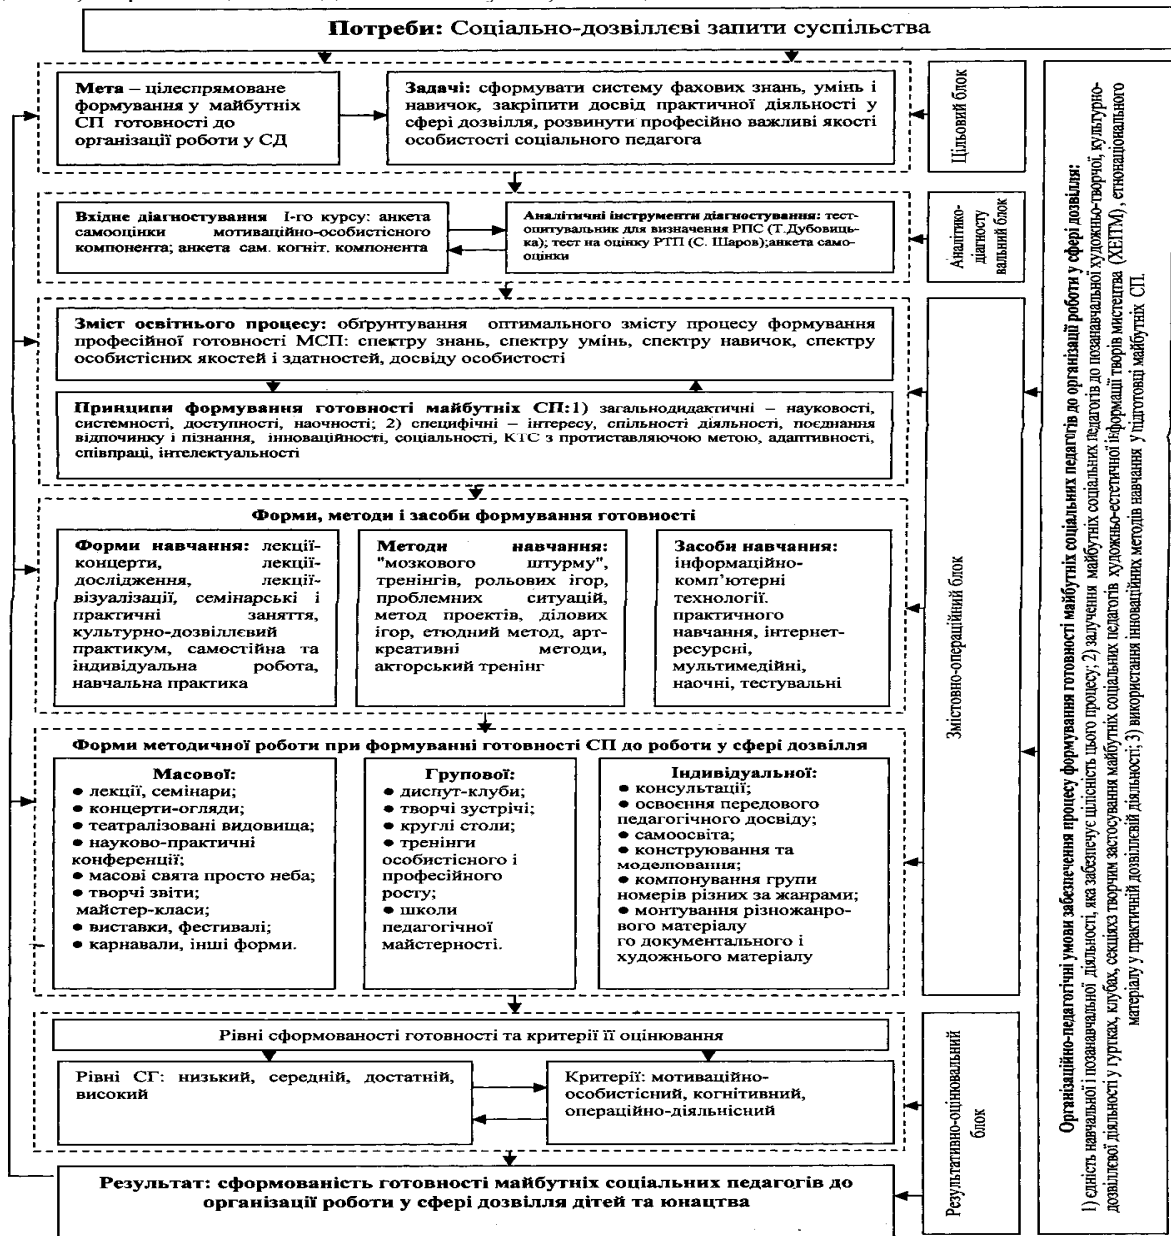 Потреби: Соціально-дозвіллєві запити суспільства
Мета – цілеспрямоване
формування у майбутніх
СП готовності до
організації роботи у СД
Задачі: сформувати систему фахових знань, умінь і
навичок, закріпити досвід практичної діяльності у
сфері дозвілля, розвинути професійно важливі якості
особистості соціального педагога
Цільовий блок
Вхідне діагностування І-го курсу: анкета
самооцінки мотиваційно-особистісного
компонента; анкета сам. когніт. компонента
Аналітичні інструменти діагностування: тест-
опитувальник для визначення РПС (Т.Дубовиць-
ка); тест на оцінку РТП (С. Шаров);анкета само-
оцінки
Аналітико-
діагносту
вальний блок
Зміст освітнього процесу: обґрунтування оптимального змісту процесу формування
професійної готовності МСП: спектру знань, спектру умінь, спектру навичок, спектру
особистісних якостей і здатностей, досвіду особистості
Принципи формування готовності майбутніх СП:1) загальнодидактичні – науковості,
системності, доступності, наочності; 2) специфічні – інтересу, спільності діяльності, поєднання
відпочинку і пізнання, інноваційності, соціальності, КТС з протиставляючою метою, адаптивності,
співпраці, інтелектуальності
Форми, методи і засоби формування готовності
Форми навчання: лекції-
концерти, лекції-
дослідження, лекції-
візуалізації, семінарські і
практичні заняття,
культурно-дозвіллєвий
практикум, самостійна та
індивідуальна робота,
навчальна практика
Методи навчання:
"мозкового штурму",
тренінгів, рольових ігор,
проблемних ситуацій,
метод проектів, ділових
ігор, етюдний метод, арт-
креативні методи,
акторський тренінг
Засоби навчання:
інформаційно-
комп'ютерні
технології.
практичного
навчання, інтернет-
ресурсні,
мультимедійні,
наочні, тестувальні
Змістовно-операційний блок
Форми методичної роботи при формуванні готовності СП до роботи у сфері дозвілля
Масової:
● лекції, семінари;
● концерти-огляди;
● театралізовані видовища;
● науково-практичні
конференції;
● масові свята просто неба;
● творчі звіти;
майстер-класи;
● виставки, фестивалі;
● карнавали, інші форми.
Групової:
● диспут-клуби;
● творчі зустрічі;
● круглі столи;
● тренінги
особистісного і
професійного
росту;
● школи
педагогічної
майстерності.
Індивідуальної:
● консультації;
● освоєння передового
педагогічного досвіду;
● самоосвіта;
● конструювання та
моделювання;
● компонування групи
номерів різних за жанрами;
● монтування різножанро-
вого матеріалу
го документального і
художнього матеріалу
Рівні сформованості готовності та критерії її оцінювання
Рівні СГ: низький, середній, достатній,
високий
Критерії: мотиваційно-
особистісний, когнітивний,
операційно-діяльнісний
Результативно-оцінювальний
блок
Результат: сформованість готовності майбутніх соціальних педагогів до
організації роботи у сфері дозвілля дітей та юнацтва
Організаційно-педагогічні умови забезпечення процесу формування готовності майбутніх соціальних педагогів до організації роботи у сфері дозвілля:
1) єдність навчальної і позанавчальної діяльності, яка забезпечує цілісність цього процесу; 2) залучення майбутніх соціальних педагогів до позанавчальної художньо-творчої, культурно-
дозвіллєвої діяльності у гуртках, клубах, секціях з творчим застосування майбутніх соціальних педагогів художньо-естетичної інформації творів мистецтва (ХЕІТМ) , етнонаціонального
матеріалу у практичній дозвіллєвій діяльності; 3) використання інноваційних методів навчання у підготовці майбутніх СП.